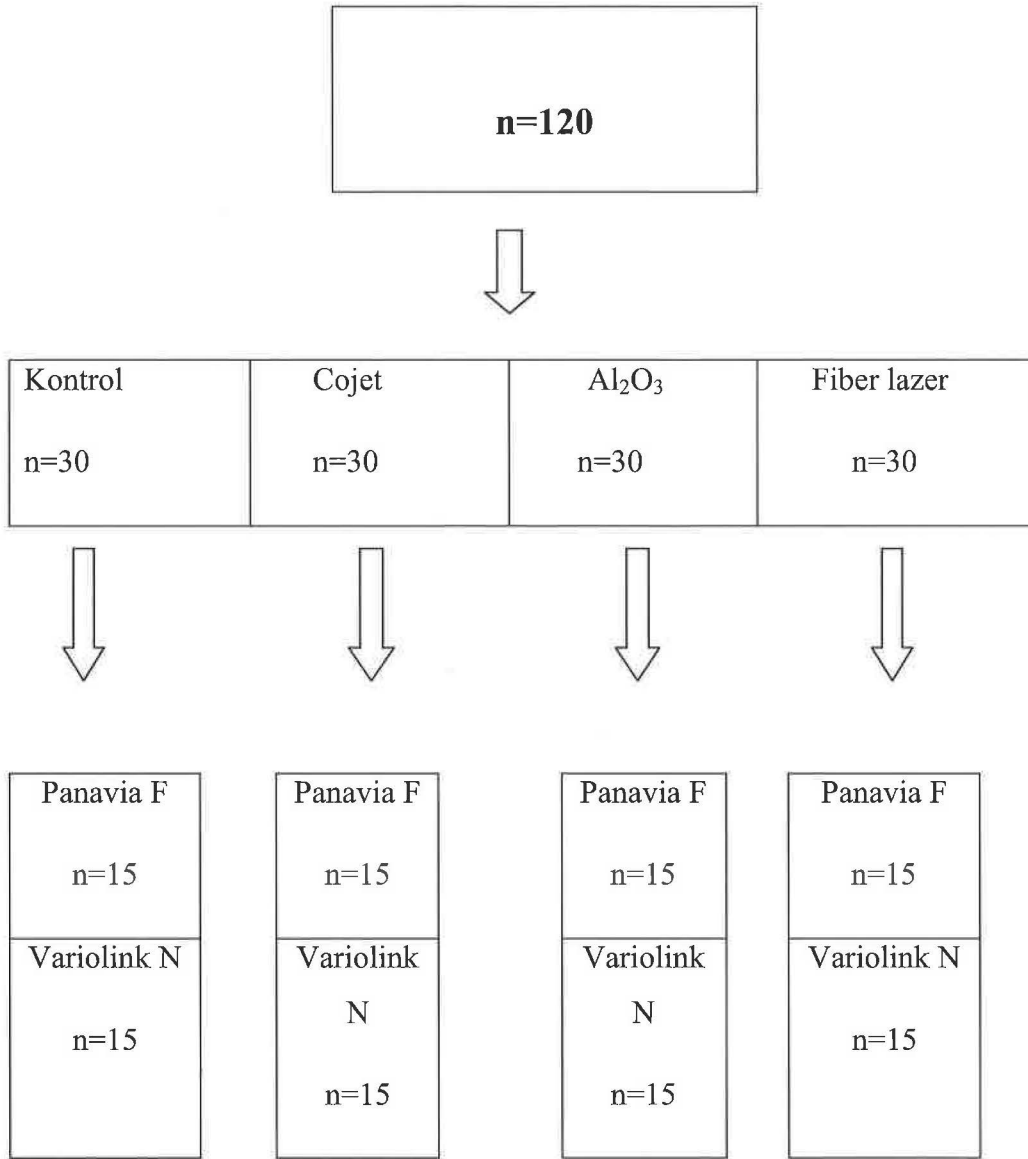 n=120
Kontrol
n=30
Cojet
n=30
Al₂O₃
n=30
Fiber lazer
n=30
Panavia F
n=15
Variolink N
n=15
Panavia F
n=15
Variolink
N
n=15
Panavia F
n=15
Variolink
N
n=15
Panavia F
n=15
Variolink N
n=15